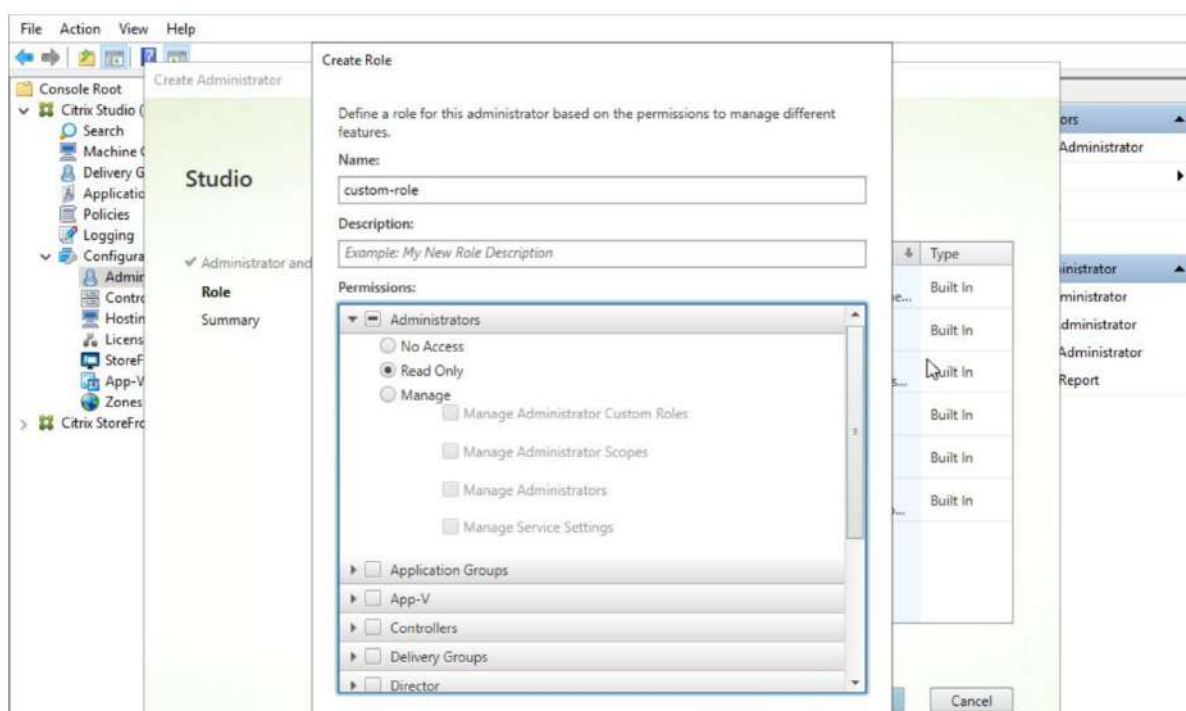 File Action View Help
Console Root
Citrix Studio (
Search
Machine
Delivery G
Applicatio
Policies
Logging
Configura
Admir
Contro
Hostin
Licens
StoreF
App-V
Zones
Citrix StoreFro
Create Administrator
Studio
Administrator and
Role
Summary
Create Role
Define a role for this administrator based on the permissions to manage different
features.
Name:
custom-role
Description:
Example: My New Role Description
Permissions:
Administrators
No Access
Read Only
Manage
Manage Administrator Custom Roles
Manage Administrator Scopes
Manage Administrators
Manage Service Settings
Application Groups
App-V
Controllers
Delivery Groups
Director
Type
Built In
Built In
Built In
Built In
Built In
Built In
Cancel
ors
Administrator
inistrator
ministrator
dministrator
Administrator
Report